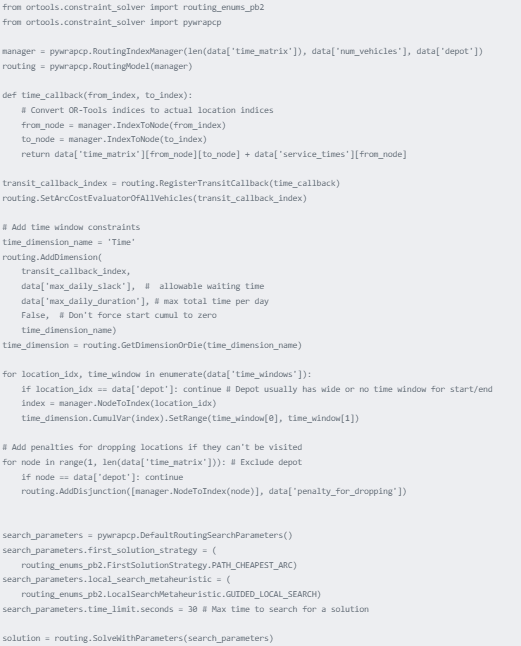 from ortools.constraint_solver import routing_enums_pb2
from ortools.constraint_solver import pywrapcp

manager = pywrapcp.RoutingIndexManager(len(data['time_matrix']), data['num_vehicles'], data['depot'])
routing = pywrapcp.RoutingModel(manager)

def time_callback(from_index, to_index):
    # Convert OR-Tools indices to actual location indices
    from_node = manager.IndexToNode(from_index)
    to_node = manager.IndexToNode(to_index)
    return data['time_matrix'][from_node][to_node] + data['service_times'][from_node]

transit_callback_index = routing.RegisterTransitCallback(time_callback)
routing.SetArcCostEvaluatorOfAllVehicles(transit_callback_index)

# Add time window constraints
time_dimension_name = 'Time'
routing.AddDimension(
    transit_callback_index,
    data['max_daily_slack'],  #  allowable waiting time
    data['max_daily_duration'], # max total time per day
    False,  # Don't force start cumul to zero
    time_dimension_name)
time_dimension = routing.GetDimensionOrDie(time_dimension_name)

for location_idx, time_window in enumerate(data['time_windows']):
    if location_idx == data['depot']: continue # Depot usually has wide or no time window for start/end
    index = manager.NodeToIndex(location_idx)
    time_dimension.CumulVar(index).SetRange(time_window[0], time_window[1])

# Add penalties for dropping locations if they can't be visited
for node in range(1, len(data['time_matrix'])): # Exclude depot
    if node == data['depot']: continue
    routing.AddDisjunction([manager.NodeToIndex(node)], data['penalty_for_dropping'])


search_parameters = pywrapcp.DefaultRoutingSearchParameters()
search_parameters.first_solution_strategy = (
    routing_enums_pb2.FirstSolutionStrategy.PATH_CHEAPEST_ARC)
search_parameters.local_search_metaheuristic = (
    routing_enums_pb2.LocalSearchMetaheuristic.GUIDED_LOCAL_SEARCH)
search_parameters.time_limit.seconds = 30 # Max time to search for a solution

solution = routing.SolveWithParameters(search_parameters)